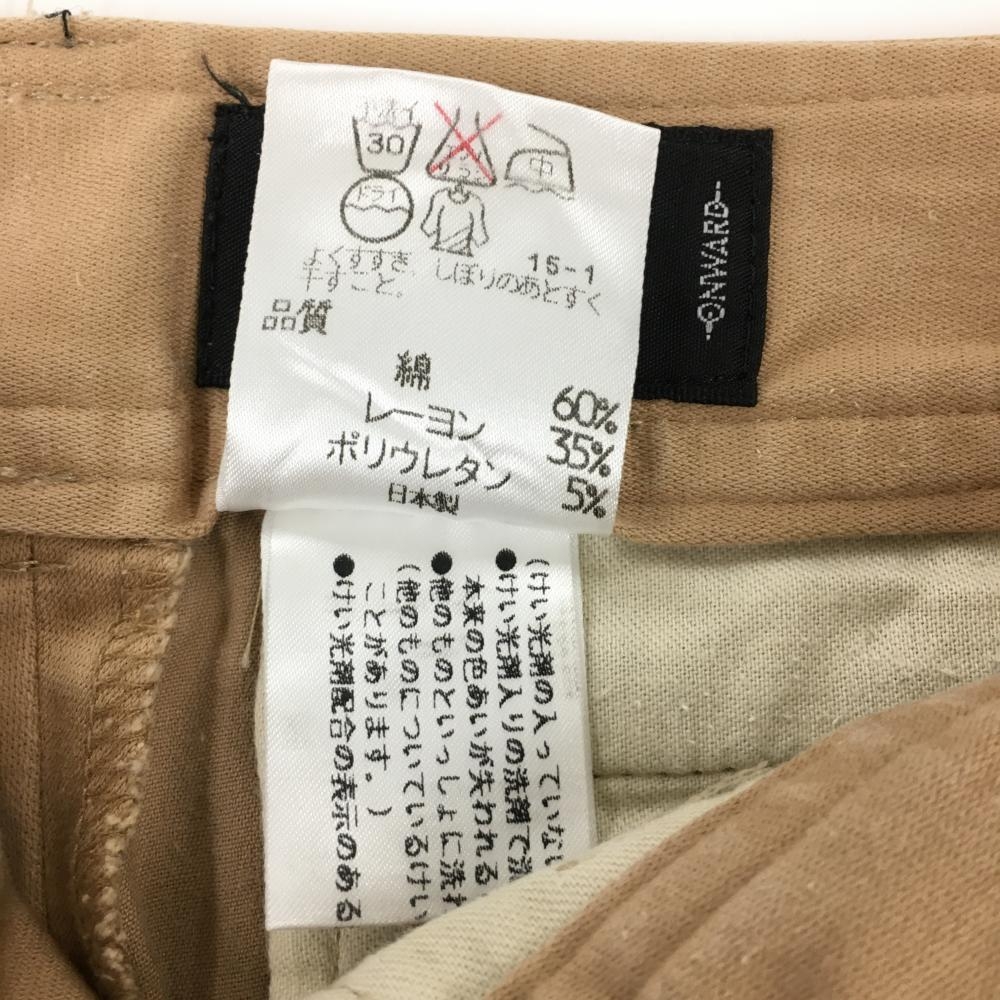 30
中
ドライ
15-1
よくすすぎ、しぼりのあとすぐ
干すこと。
品質
綿 60%
レーヨン 35%
ポリウレタン 5%
日本製
ONWARD
(けい光剤の入っていない
●けい光剤入りの洗剤で洗
本来の色あいが失われる
●他のものといっしょに洗
(他のものについているけい
ことがあります。)
●けい光剤配合の表示のある